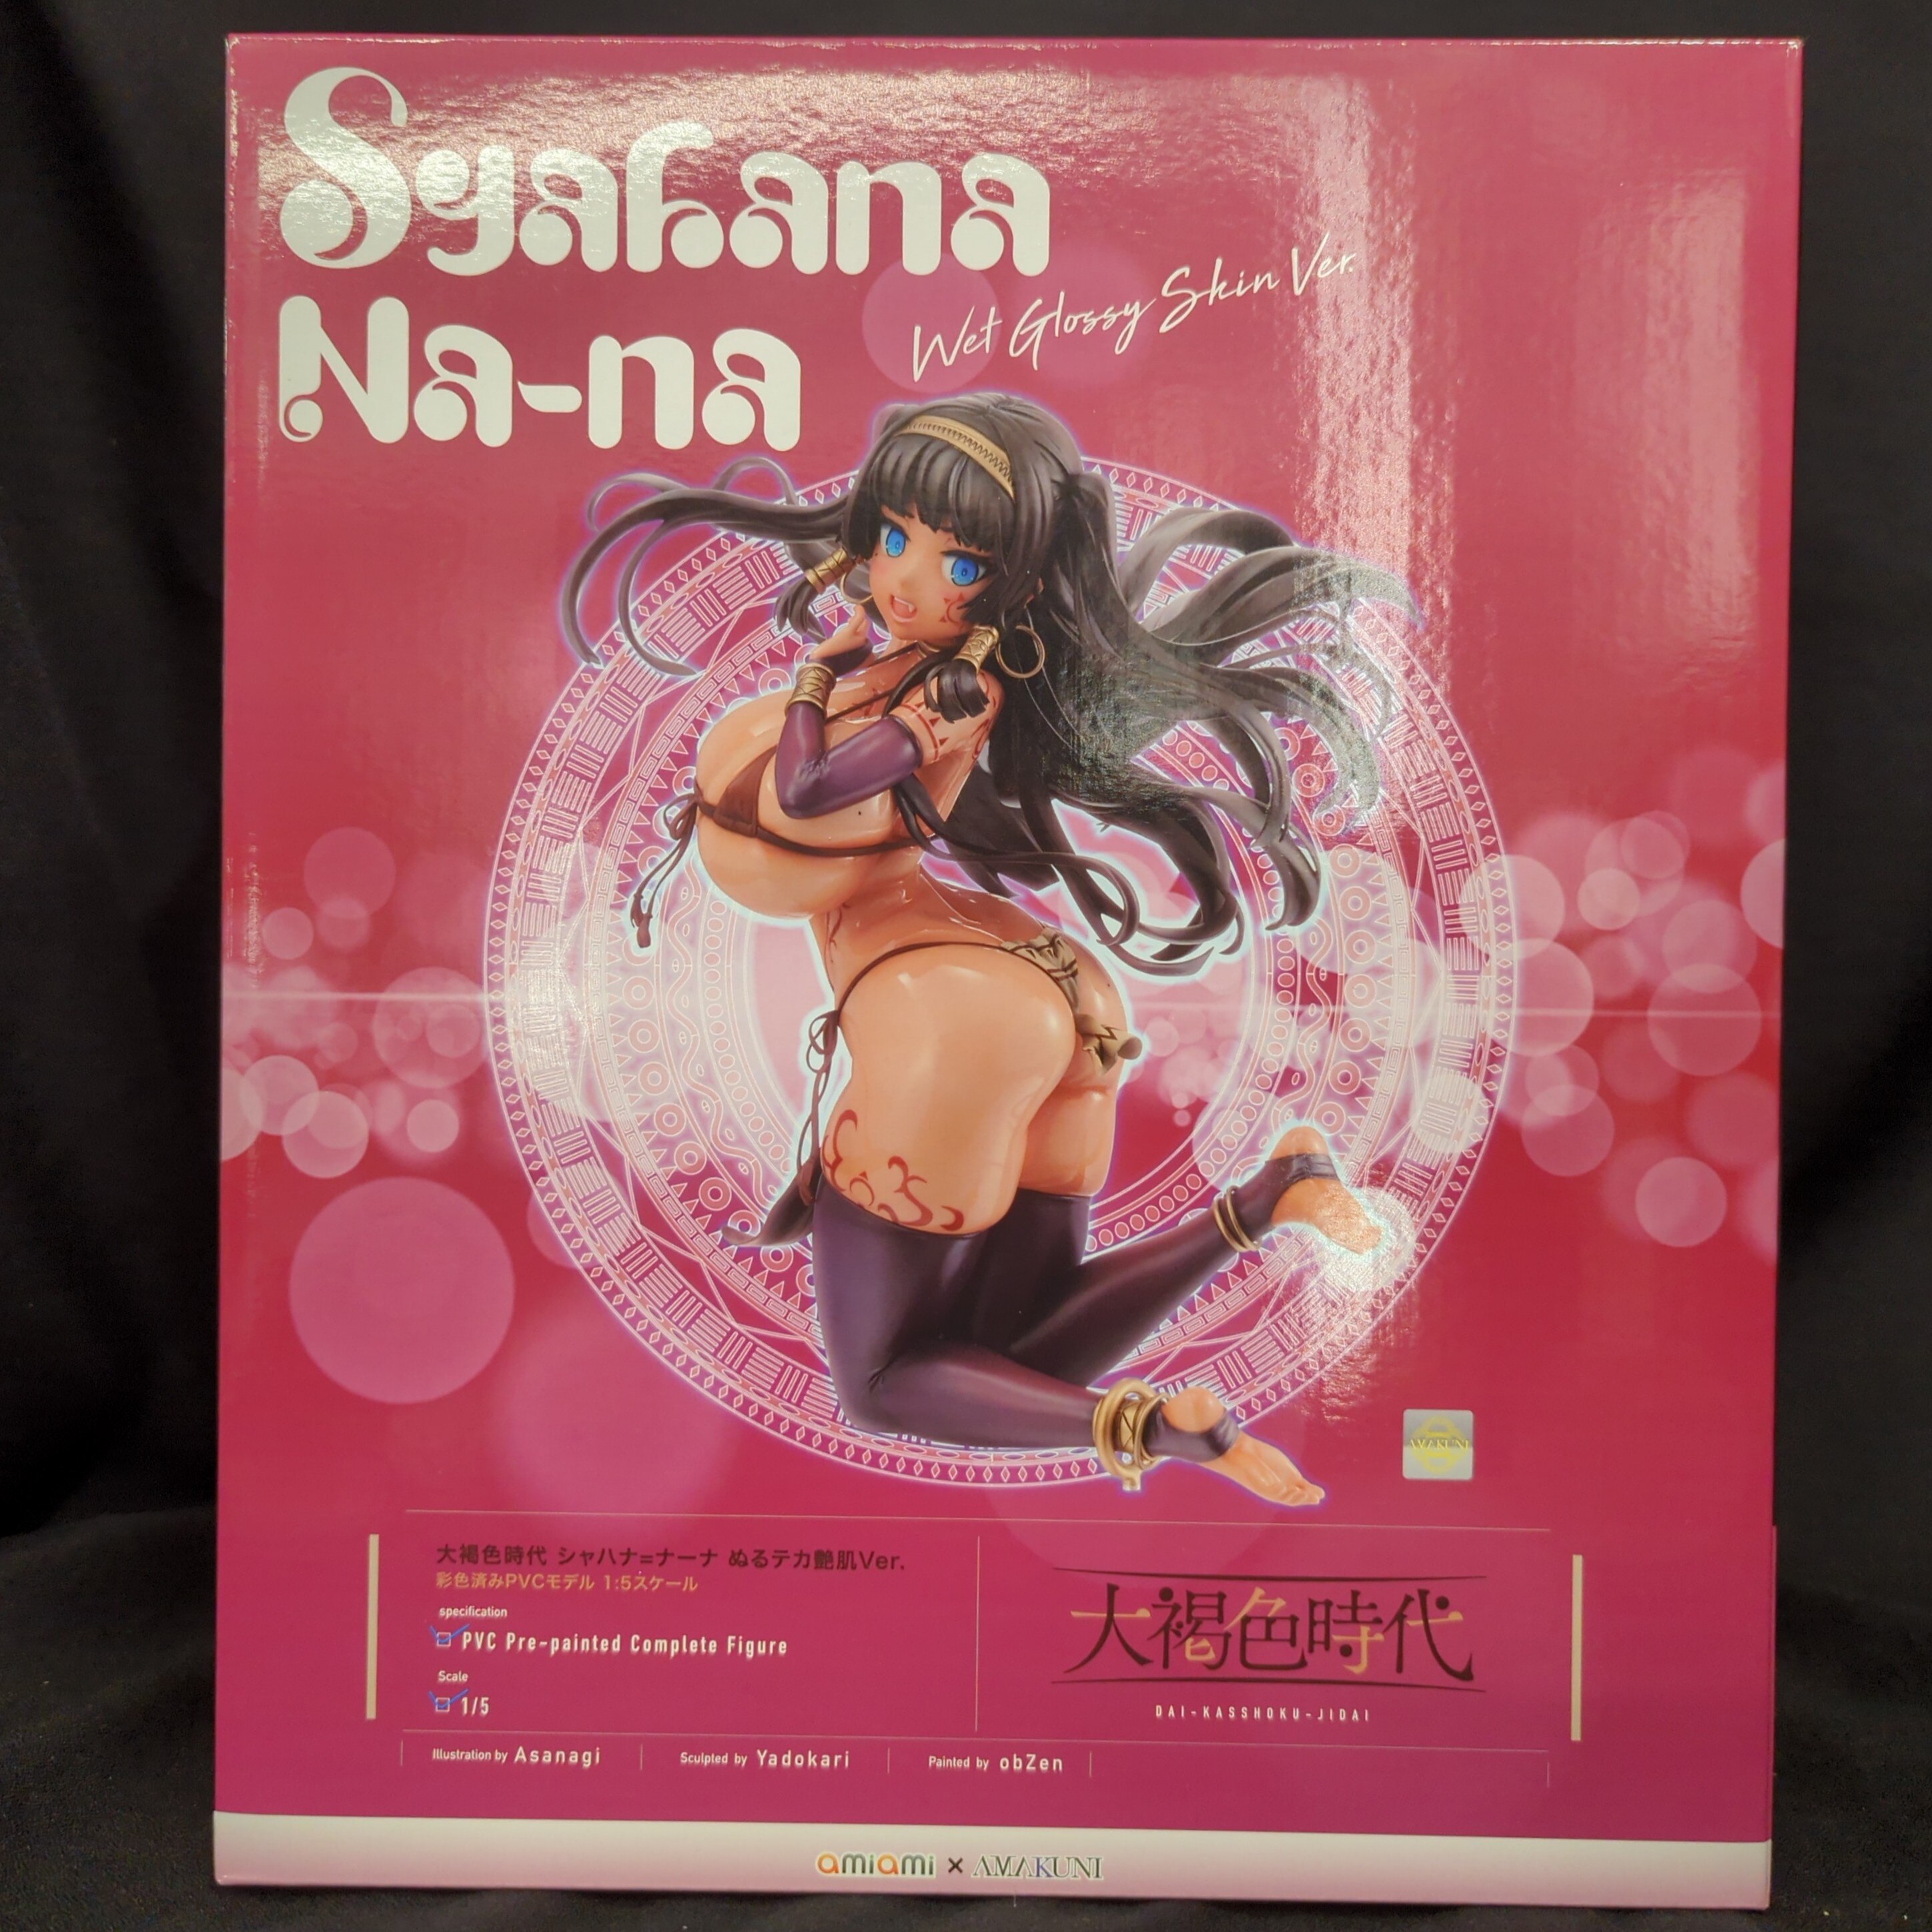 Syahana
Na-na
Wet Glossy Skin Ver.
AMAKUNI
大褐色時代 シャハナ=ナーナ ぬるテカ艶肌Ver.
彩色済みPVCモデル 1:5スケール
specification
PVC Pre-painted Complete Figure
Scale
1/5
大褐色時代
DAI-KASSHOKU-JIDAI
Illustration by Asanagi
Sculpted by Yadokari
Painted by obZen
amiami × AMAKUNI